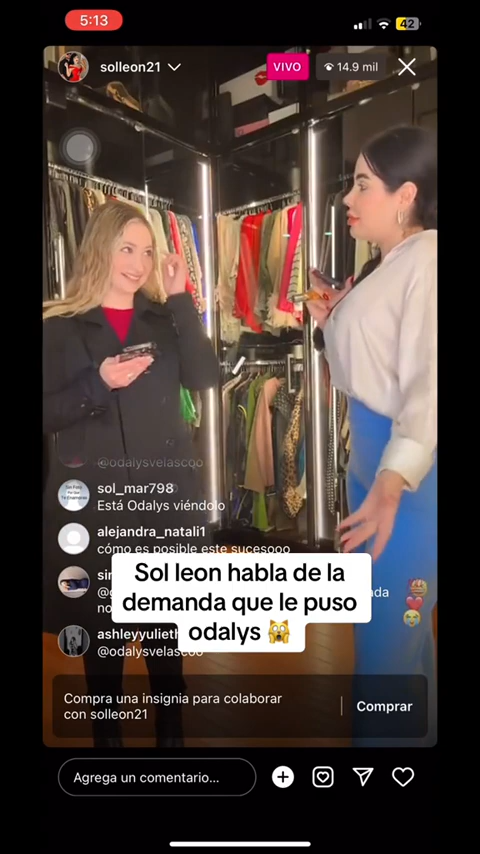 5:13
42
solleon21
VIVO
14.9 mil
@odalysvelascoo
sol_mar798
Está Odalys viéndolo
alejandra_natali1
cómo es posible este sucesooo
Sol leon habla de la
demanda que le puso
odalys 🙀
@odalysvelascoo
Compra una insignia para colaborar
con solleon21
Comprar
Agrega un comentario...